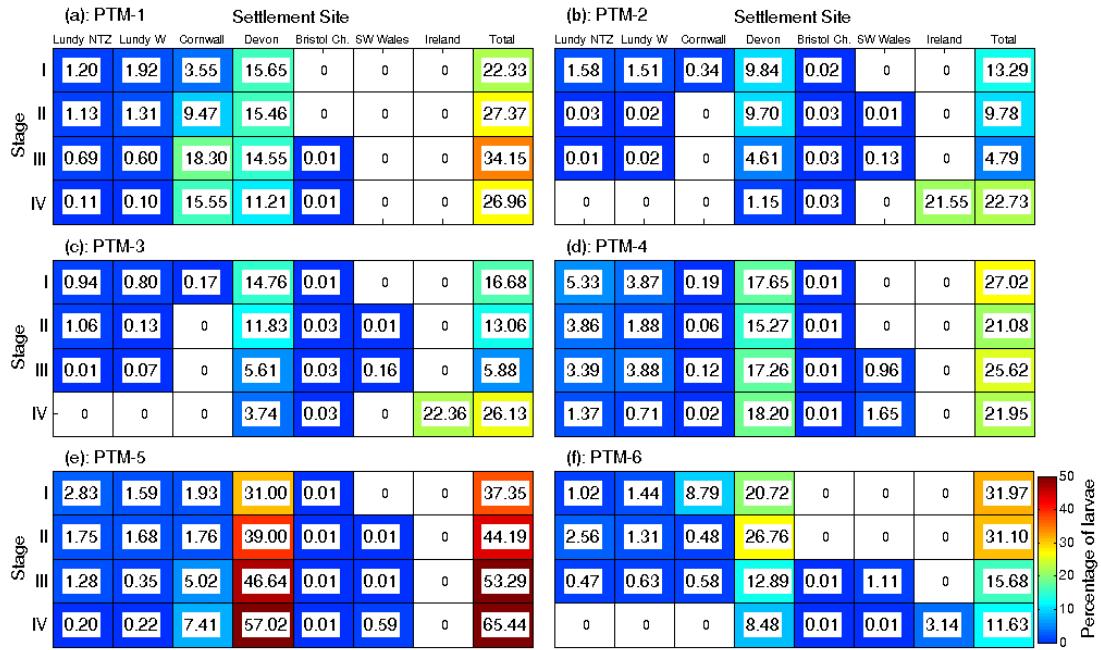 (a): PTM-1 Settlement Site (b): PTM-2 Settlement Site
Lundy NTZ Lundy W Cornwall Devon Bristol Ch. SW Wales Ireland Total Lundy NTZ Lundy W Cornwall Devon Bristol Ch. SW Wales Ireland Total
I 1.20 1.92 3.55 15.65 0 0 0 22.33 1.58 1.51 0.34 9.84 0.02 0 0 13.29
II 1.13 1.31 9.47 15.46 0 0 0 27.37 0.03 0.02 0 9.70 0.03 0.01 0 9.78
Stage
III 0.69 0.60 18.30 14.55 0.01 0 0 34.15 0.01 0.02 0 4.61 0.03 0.13 0 4.79
IV 0.11 0.10 15.55 11.21 0.01 0 0 26.96 0 0 0 1.15 0.03 0 21.55 22.73
(c): PTM-3 (d): PTM-4
I 0.94 0.80 0.17 14.76 0.01 0 0 16.68 5.33 3.87 0.19 17.65 0.01 0 0 27.02
II 1.06 0.13 0 11.83 0.03 0.01 0 13.06 3.86 1.88 0.06 15.27 0.01 0 0 21.08
Stage
III 0.01 0.07 0 5.61 0.03 0.16 0 5.88 3.39 3.88 0.12 17.26 0.01 0.96 0 25.62
IV 0 0 0 3.74 0.03 0 22.36 26.13 1.37 0.71 0.02 18.20 0.01 1.65 0 21.95
(e): PTM-5 (f): PTM-6
I 2.83 1.59 1.93 31.00 0.01 0 0 37.35 1.02 1.44 8.79 20.72 0 0 0 31.97
II 1.75 1.68 1.76 39.00 0.01 0.01 0 44.19 2.56 1.31 0.48 26.76 0 0 0 31.10
Stage
III 1.28 0.35 5.02 46.64 0.01 0.01 0 53.29 0.47 0.63 0.58 12.89 0.01 1.11 0 15.68
IV 0.20 0.22 7.41 57.02 0.01 0.59 0 65.44 0 0 0 8.48 0.01 0.01 3.14 11.63
50
40
30
20
10
0
Percentage of larvae